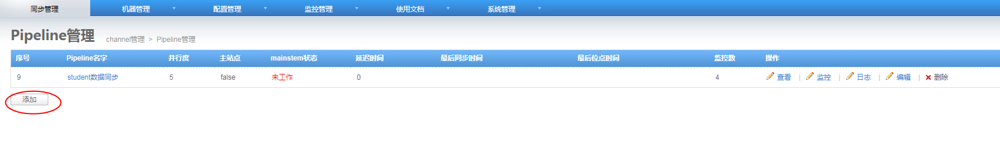 同步管理 机器管理 配置管理 监控管理 使用文档 系统管理
Pipeline管理 channel管理 > Pipeline管理
序号 Pipeline名字 并行度 主站点 mainstem状态 延迟时间 最后同步时间 最后位点时间 监控数 操作
9 student数据同步 5 false 未工作 0 4 查看 | 监控 | 日志 | 编辑 | 删除
添加